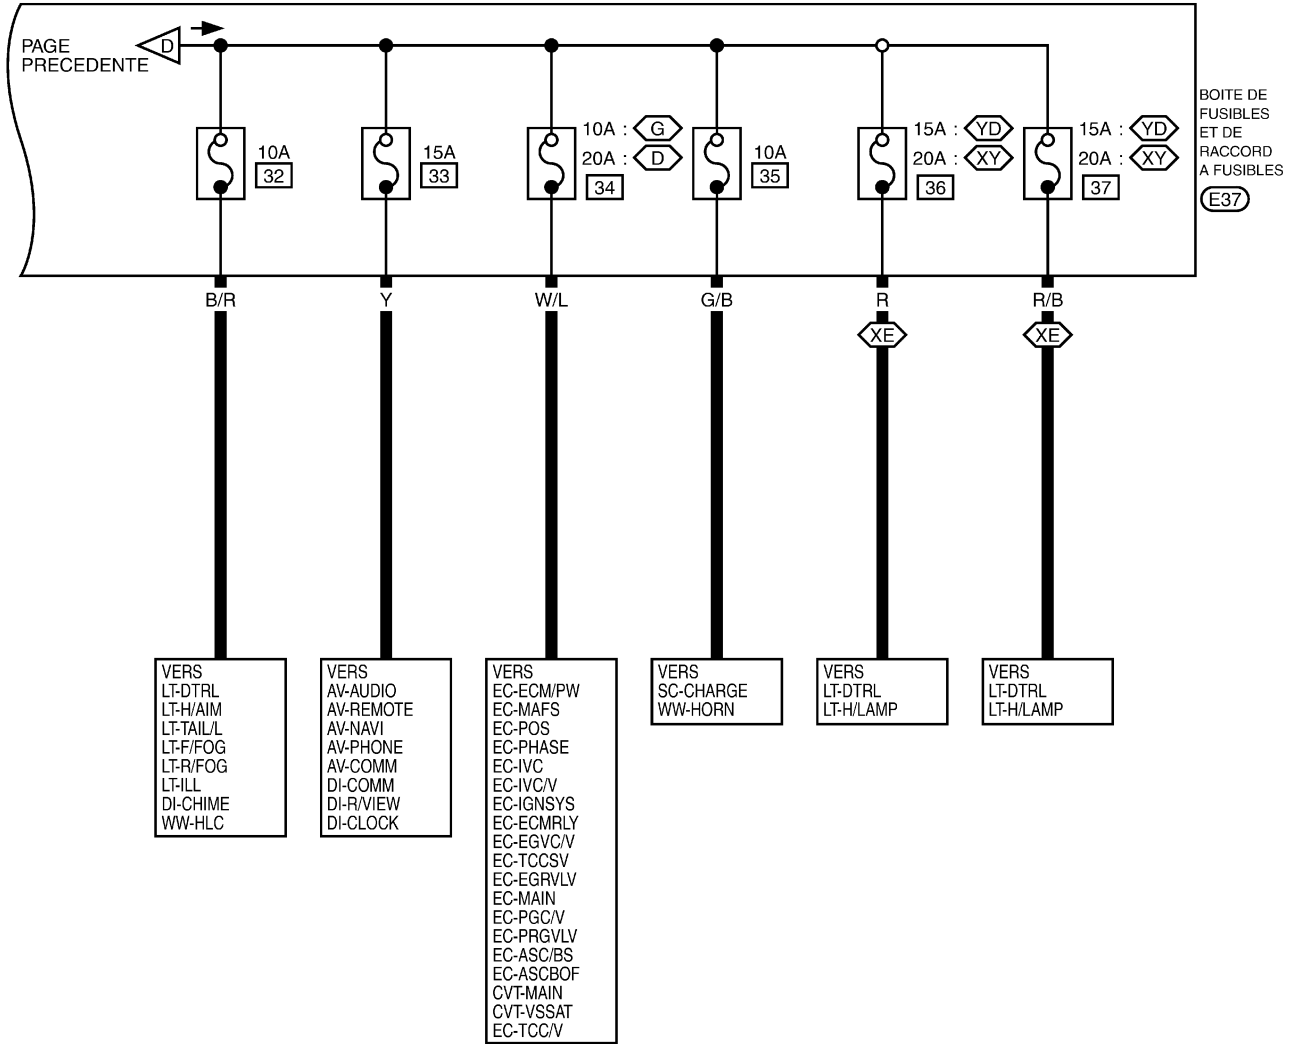 PAGE
PRECEDENTE
D
10A
32
15A
33
10A : G
20A : D
34
10A
35
15A : YD
20A : XY
36
15A : YD
20A : XY
37
BOITE DE
FUSIBLES
ET DE
RACCORD
A FUSIBLES
E37
B/R
Y
W/L
G/B
R
R/B
XE
XE
VERS
LT-DTRL
LT-H/AIM
LT-TAIL/L
LT-F/FOG
LT-R/FOG
LT-ILL
DI-CHIME
WW-HLC
VERS
AV-AUDIO
AV-REMOTE
AV-NAVI
AV-PHONE
AV-COMM
DI-COMM
DI-R/VIEW
DI-CLOCK
VERS
EC-ECM/PW
EC-MAFS
EC-POS
EC-PHASE
EC-IVC
EC-IVC/V
EC-IGNSYS
EC-ECMRLY
EC-EGVC/V
EC-TCCSV
EC-EGRVLV
EC-MAIN
EC-PGC/V
EC-PRGVLV
EC-ASC/BS
EC-ASCBOF
CVT-MAIN
CVT-VSSAT
EC-TCC/V
VERS
SC-CHARGE
WW-HORN
VERS
LT-DTRL
LT-H/LAMP
VERS
LT-DTRL
LT-H/LAMP